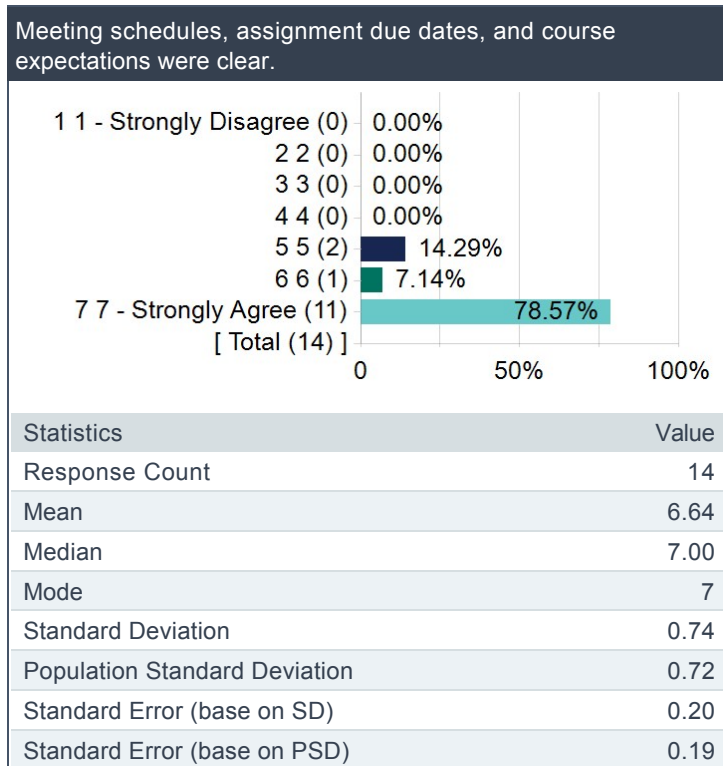 Meeting schedules, assignment due dates, and course
expectations were clear.
1 1 - Strongly Disagree (0) 0.00%
2 2 (0) 0.00%
3 3 (0) 0.00%
4 4 (0) 0.00%
5 5 (2) 14.29%
6 6 (1) 7.14%
7 7 - Strongly Agree (11) 78.57%
[ Total (14) ]
0 50% 100%
Statistics Value
Response Count 14
Mean 6.64
Median 7.00
Mode 7
Standard Deviation 0.74
Population Standard Deviation 0.72
Standard Error (base on SD) 0.20
Standard Error (base on PSD) 0.19